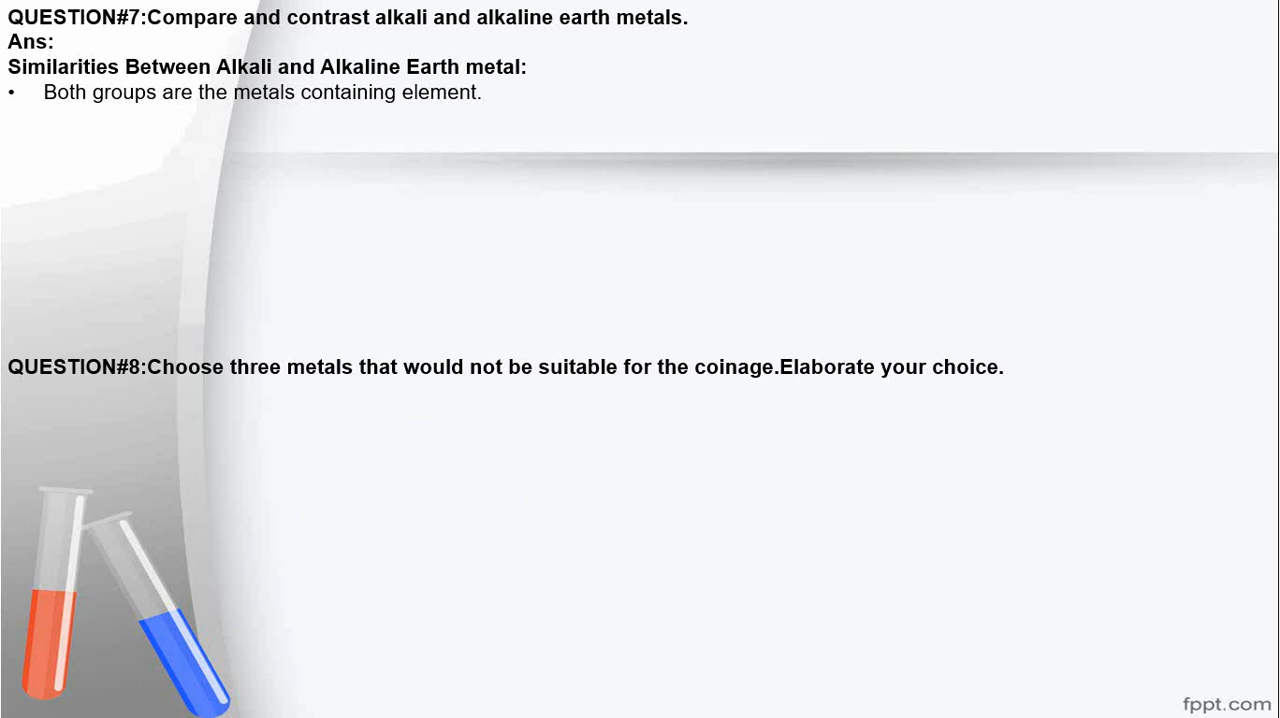 QUESTION#7:Compare and contrast alkali and alkaline earth metals.
Ans:
Similarities Between Alkali and Alkaline Earth metal:
• Both groups are the metals containing element.
QUESTION#8:Choose three metals that would not be suitable for the coinage.Elaborate your choice.
fppt.com